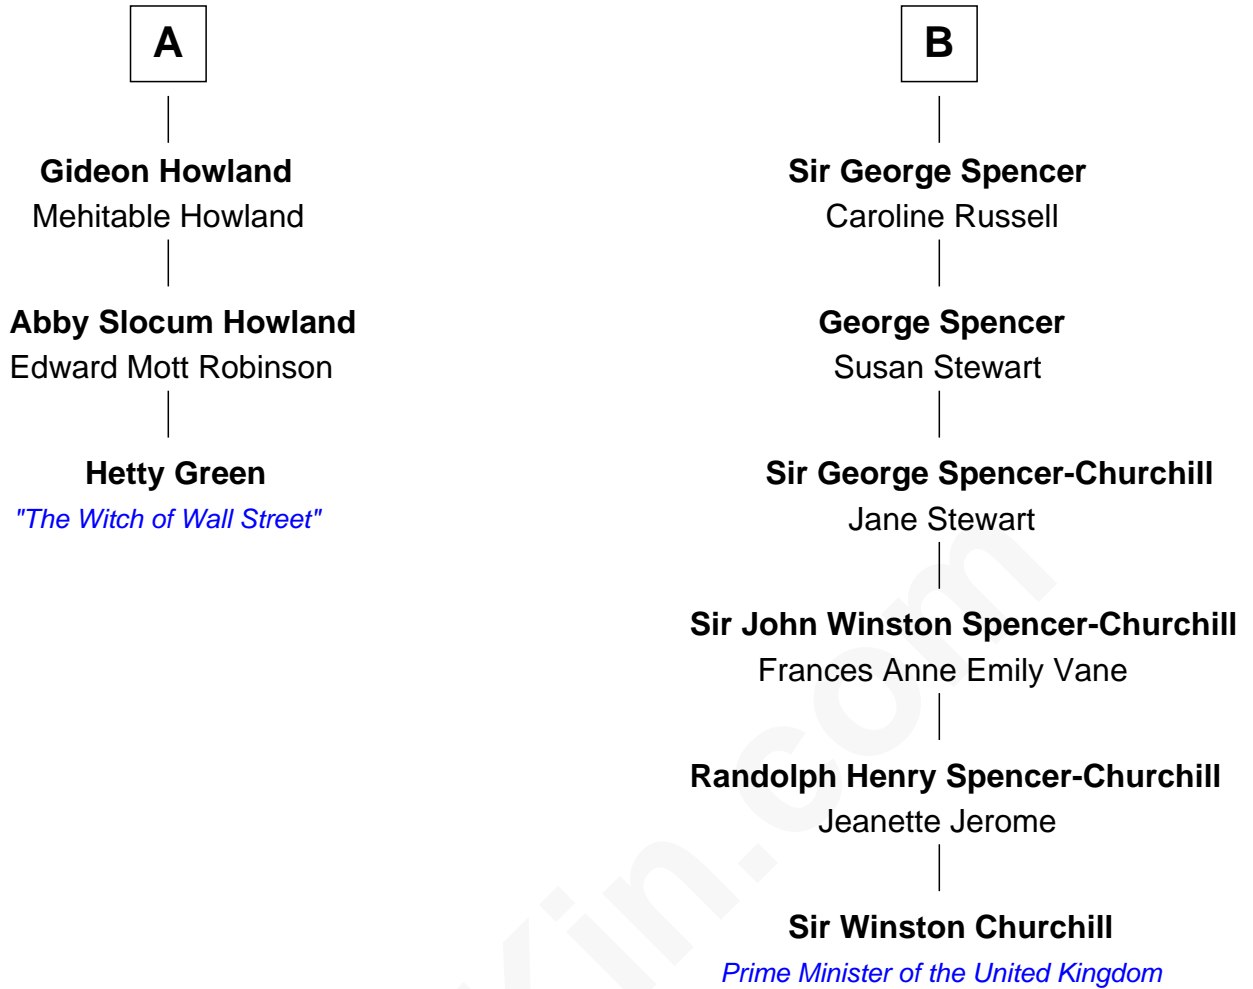 A
B
Gideon Howland
Mehitable Howland
Sir George Spencer
Caroline Russell
Abby Slocum Howland
Edward Mott Robinson
George Spencer
Susan Stewart
Hetty Green
"The Witch of Wall Street"
Sir George Spencer-Churchill
Jane Stewart
Sir John Winston Spencer-Churchill
Frances Anne Emily Vane
Randolph Henry Spencer-Churchill
Jeanette Jerome
Sir Winston Churchill
Prime Minister of the United Kingdom
Kin.com